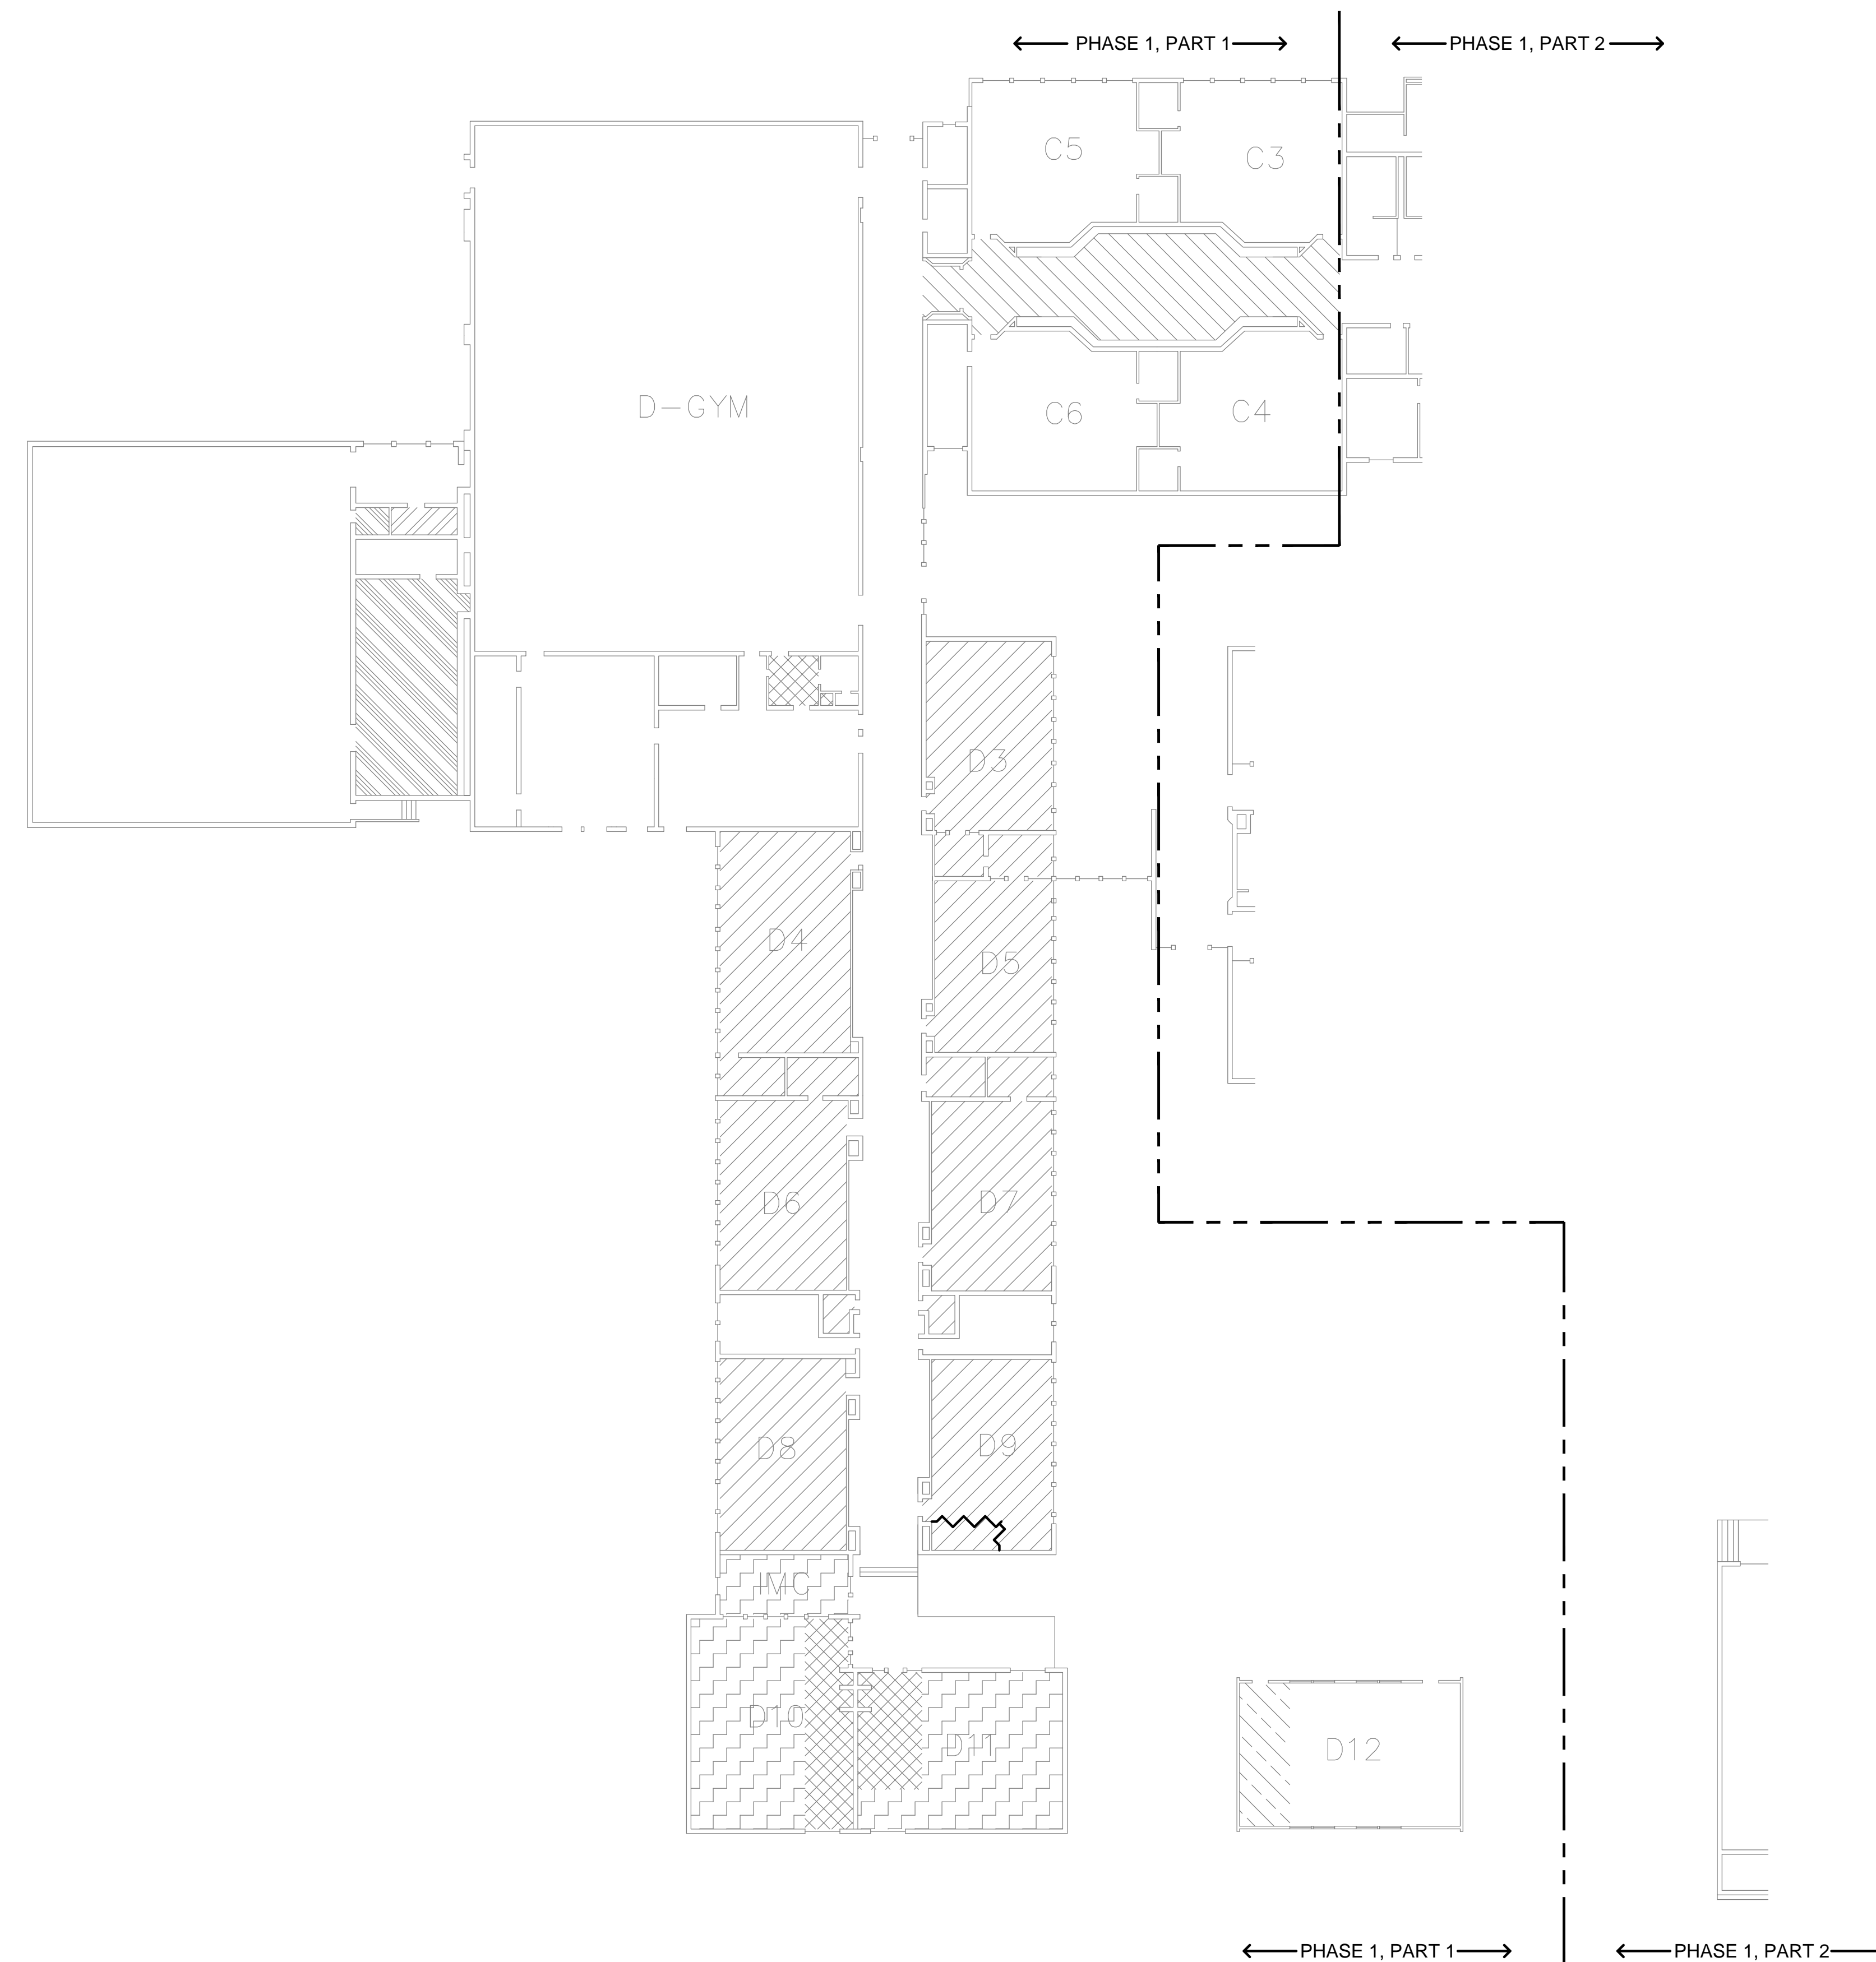 PHASE 1, PART 1
PHASE 1, PART 2
C5
C3
D-GYM
C6
C4
D3
D4
D5
D6
D7
D8
D9
IMC
D10
D11
D12
PHASE 1, PART 1
PHASE 1, PART 2